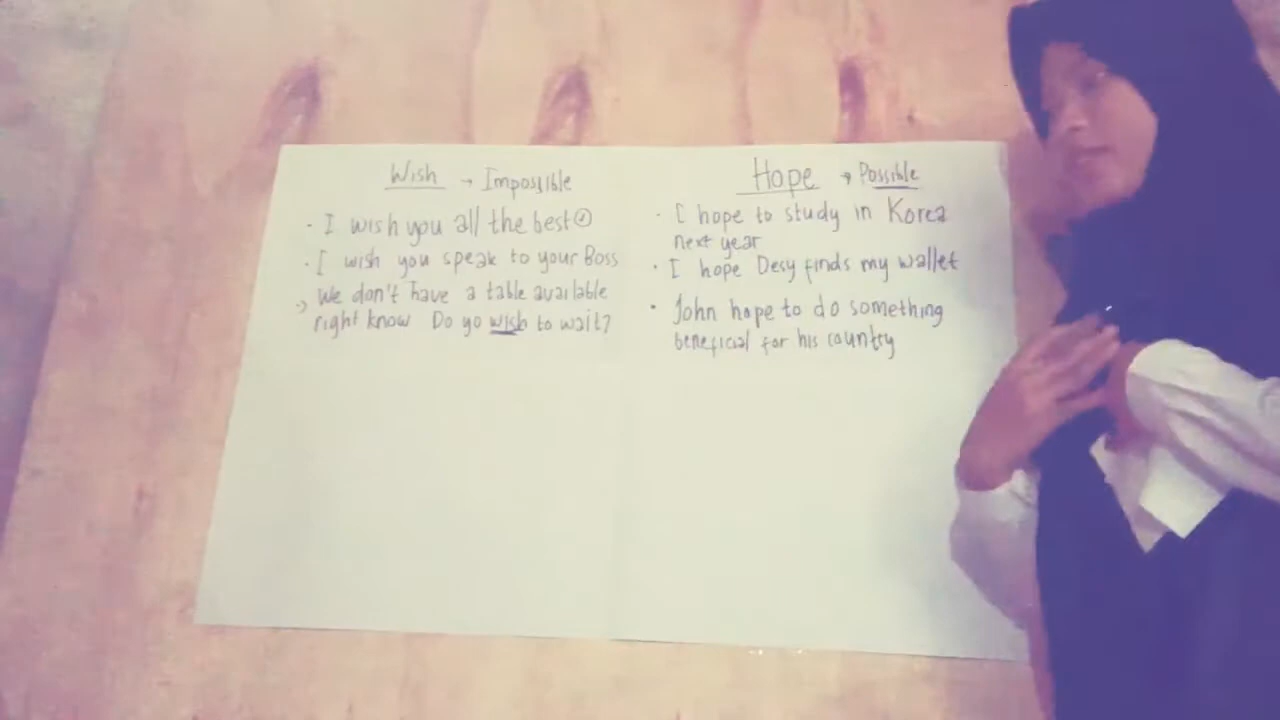 Wish → Impossible
· I wish you all the best
· I wish you speak to your Boss
→ We don't have a table available
right know Do yo wish to wait?
Hope → Possible
· I hope to study in Korea
next year
· I hope Desy finds my wallet
· John hope to do something
beneficial for his country